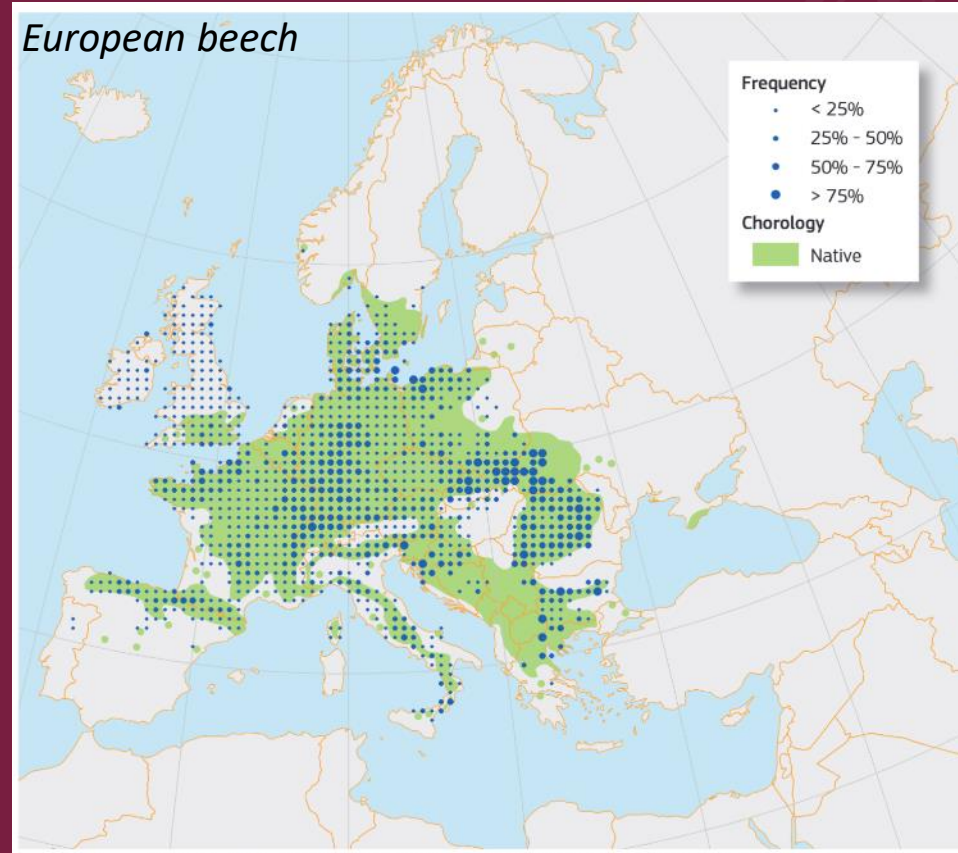 European beech
Frequency
< 25%
25% - 50%
50% - 75%
> 75%
Chorology
Native